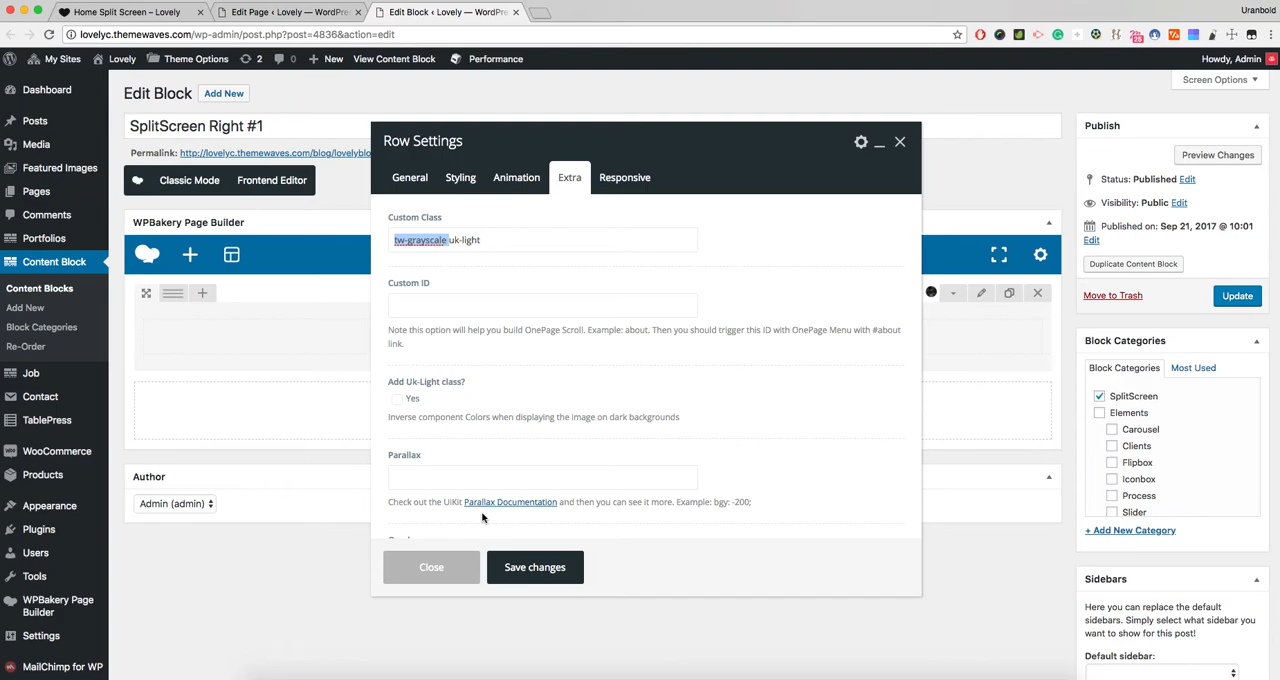 Home Split Screen – Lovely
Edit Page ‹ Lovely — WordPre
Edit Block ‹ Lovely — WordPre
Uranbold
lovelyc.themewaves.com/wp-admin/post.php?post=4836&action=edit
My Sites
Lovely
Theme Options
2
0
New
View Content Block
Performance
Howdy, Admin
Screen Options
Dashboard
Posts
Media
Featured Images
Pages
Comments
Portfolios
Content Block
Content Blocks
Add New
Block Categories
Re-Order
Job
Contact
TablePress
WooCommerce
Products
Appearance
Plugins
Users
Tools
WPBakery Page
Builder
Settings
MailChimp for WP
Edit Block
Add New
SplitScreen Right #1
Permalink: http://lovelyc.themewaves.com/blog/lovelyblo
Classic Mode
Frontend Editor
WPBakery Page Builder
Author
Admin (admin)
Row Settings
General
Styling
Animation
Extra
Responsive
Custom Class
tw-grayscale uk-light
Custom ID
Note this option will help you build OnePage Scroll. Example: about. Then you should trigger this ID with OnePage Menu with #about
link.
Add Uk-Light class?
Yes
Inverse component Colors when displaying the image on dark backgrounds
Parallax
Check out the UiKit Parallax Documentation and then you can see it more. Example: bgy: -200;
Close
Save changes
Publish
Preview Changes
Status: Published Edit
Visibility: Public Edit
Published on: Sep 21, 2017 @ 10:01
Edit
Duplicate Content Block
Move to Trash
Update
Block Categories
Block Categories
Most Used
SplitScreen
Elements
Carousel
Clients
Flipbox
Iconbox
Process
Slider
+ Add New Category
Sidebars
Here you can replace the default
sidebars. Simply select what sidebar you
want to show for this post!
Default sidebar: